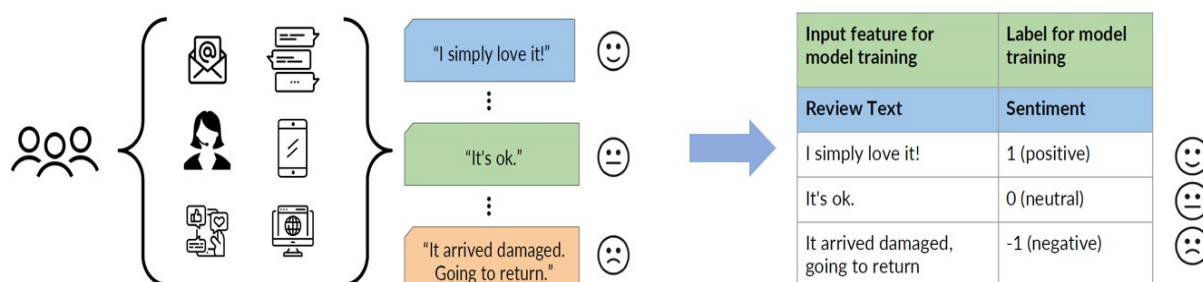 “I simply love it!”
“It's ok.”
“It arrived damaged.
Going to return.”
Input feature for
model training
Label for model
training
Review Text
Sentiment
I simply love it!
1 (positive)
It's ok.
0 (neutral)
It arrived damaged,
going to return
-1 (negative)